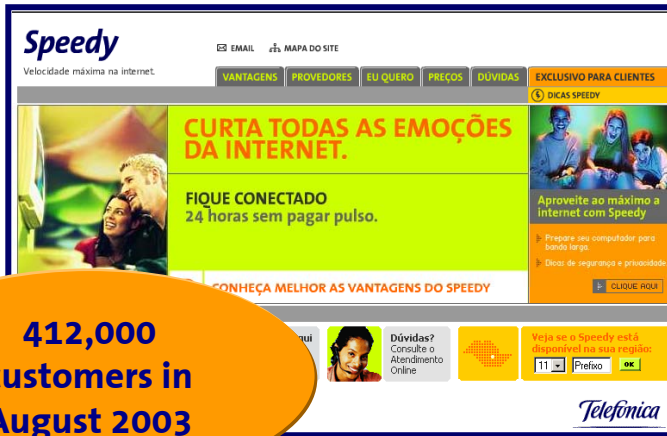 Speedy
Velocidade máxima na internet.
EMAIL MAPA DO SITE
VANTAGENS PROVEDORES EU QUERO PREÇOS DÚVIDAS EXCLUSIVO PARA CLIENTES
DICAS SPEEDY
CURTA TODAS AS EMOÇÕES
DA INTERNET.
FIQUE CONECTADO
24 horas sem pagar pulso.
CONHEÇA MELHOR AS VANTAGENS DO SPEEDY
Aproveite ao máximo a
internet com Speedy
Prepare seu computador para
banda larga.
Dicas de segurança e privacidade
CLIQUE AQUI
412,000
customers in
August 2003
qui
Dúvidas?
Consulte o
Atendimento
Online
Veja se o Speedy está
disponível na sua região:
11 Prefixo OK
Telefónica